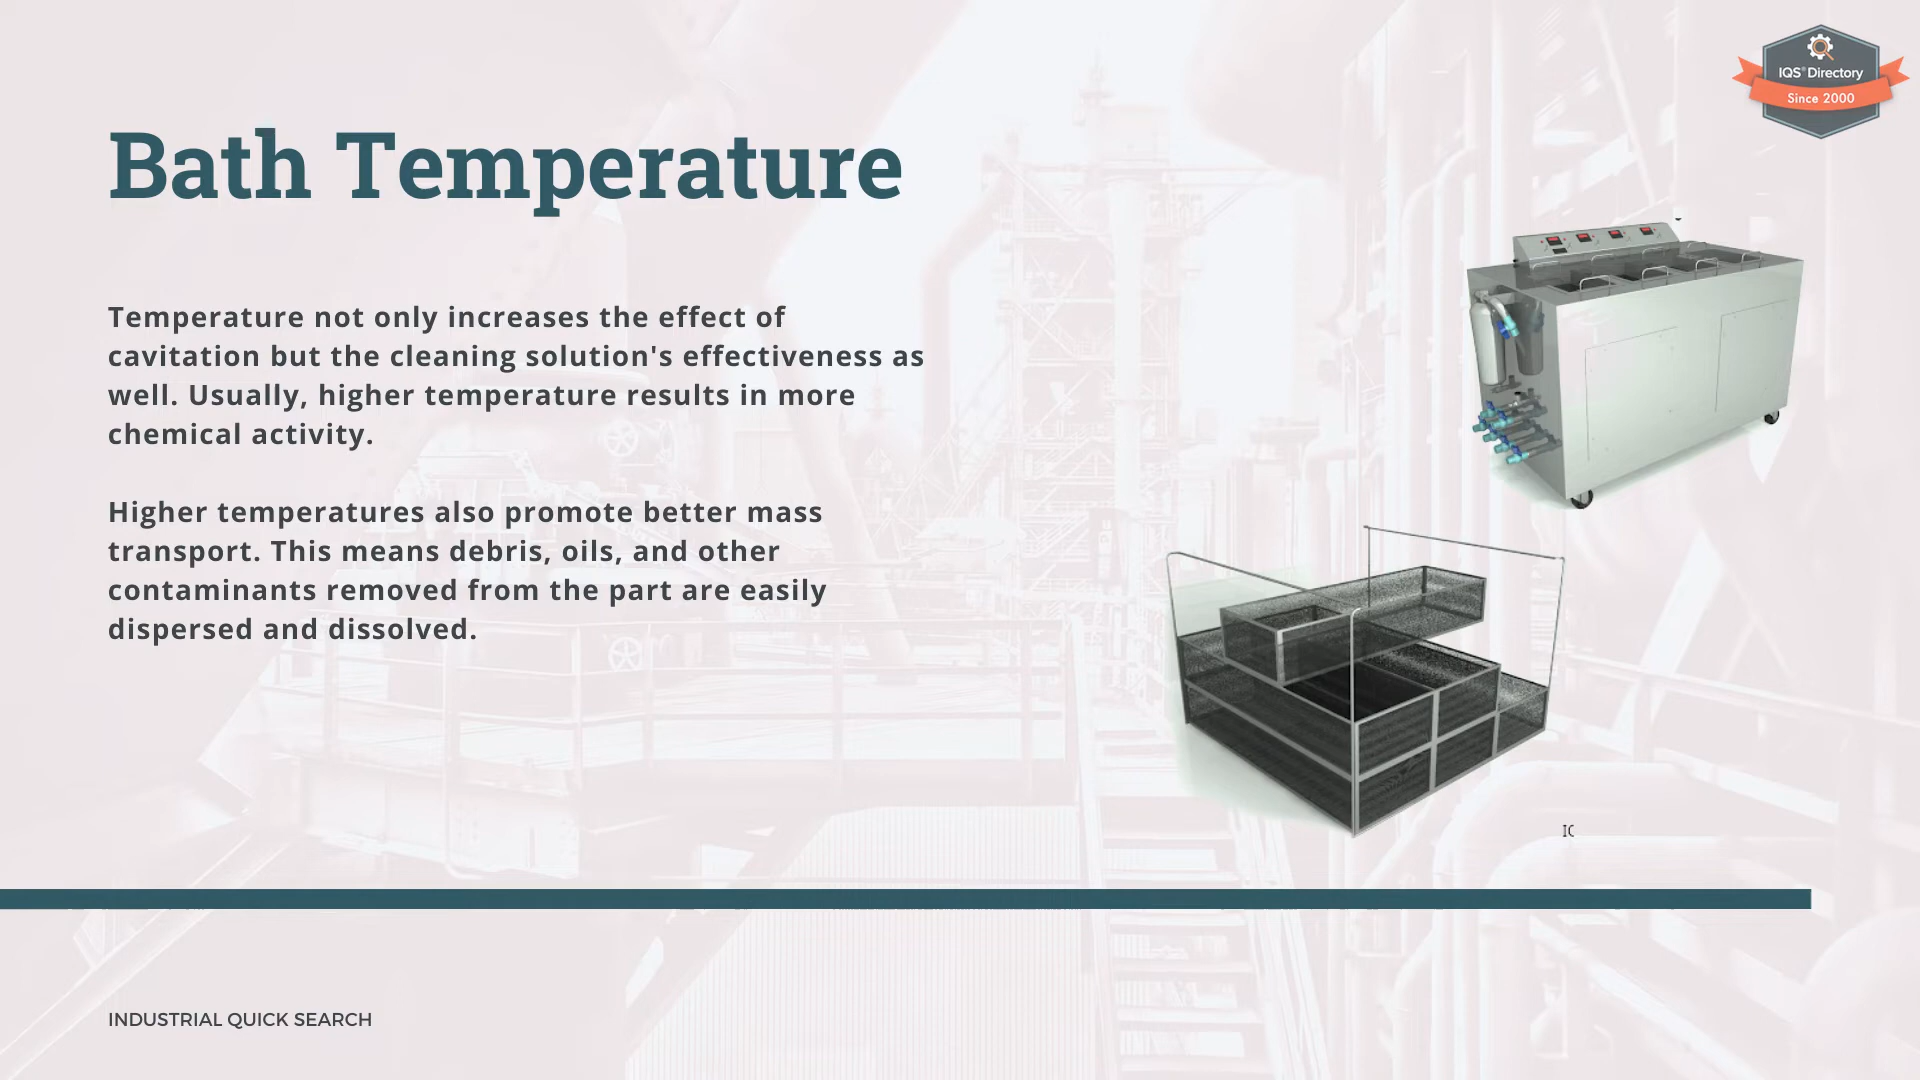 IQS® Directory
Since 2000
Bath Temperature
Temperature not only increases the effect of
cavitation but the cleaning solution's effectiveness as
well. Usually, higher temperature results in more
chemical activity.
Higher temperatures also promote better mass
transport. This means debris, oils, and other
contaminants removed from the part are easily
dispersed and dissolved.
INDUSTRIAL QUICK SEARCH